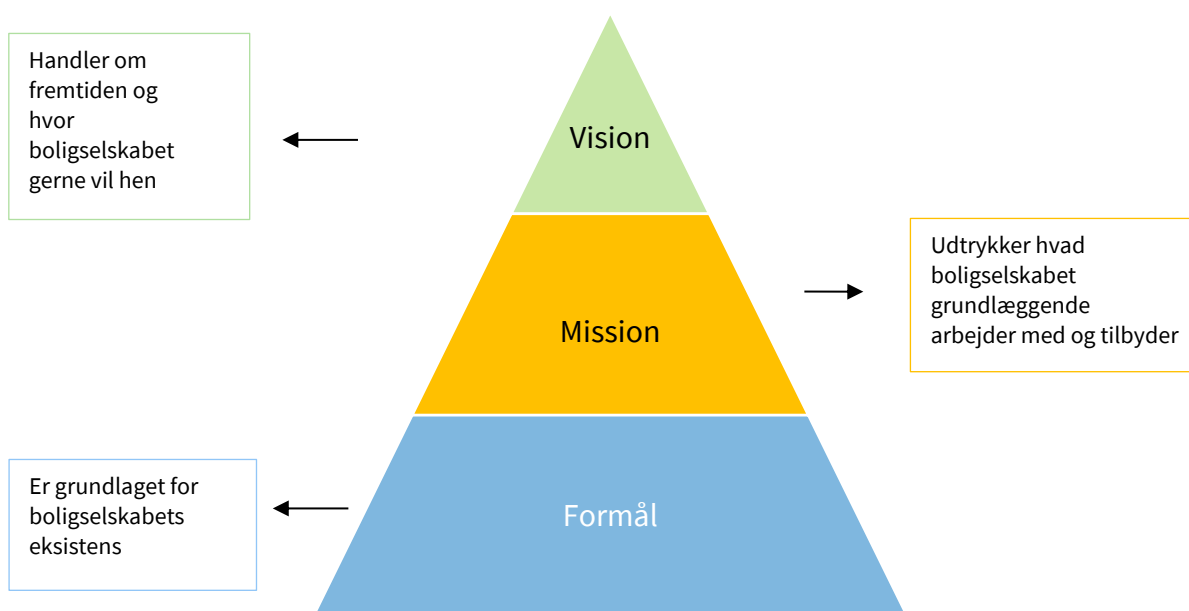 Handler om
fremtiden og
hvor
boligselskabet
gerne vil hen
Vision
Udtrykker hvad
boligselskabet
grundlæggende
arbejder med og tilbyder
Mission
Er grundlaget for
boligselskabets
eksistens
Formål